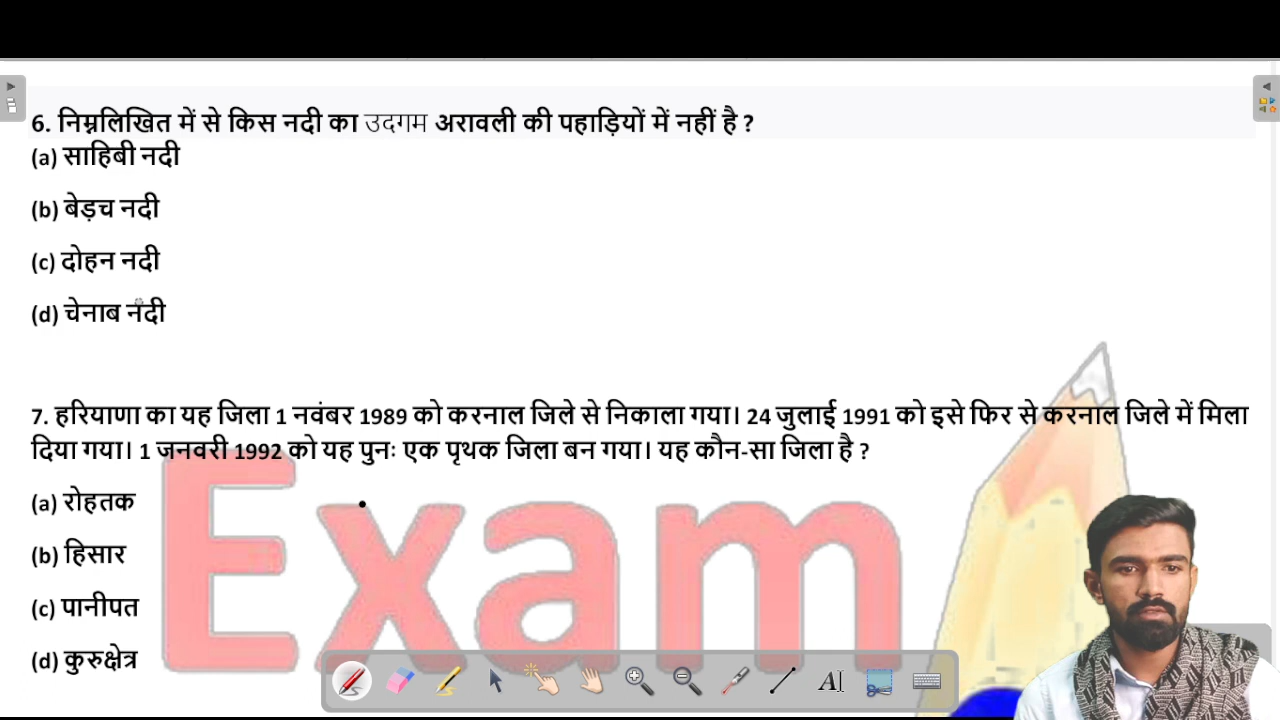 6. निम्नलिखित में से किस नदी का उदगम अरावली की पहाड़ियों में नहीं है ?
(a) साहिबी नदी
(b) बेड़च नदी
(c) दोहन नदी
(d) चेनाब नदी
7. हरियाणा का यह जिला 1 नवंबर 1989 को करनाल जिले से निकाला गया। 24 जुलाई 1991 को इसे फिर से करनाल जिले में मिला
दिया गया। 1 जनवरी 1992 को यह पुनः एक पृथक जिला बन गया। यह कौन-सा जिला है ?
(a) रोहतक
(b) हिसार
(c) पानीपत
(d) कुरुक्षेत्र
Exam
AI